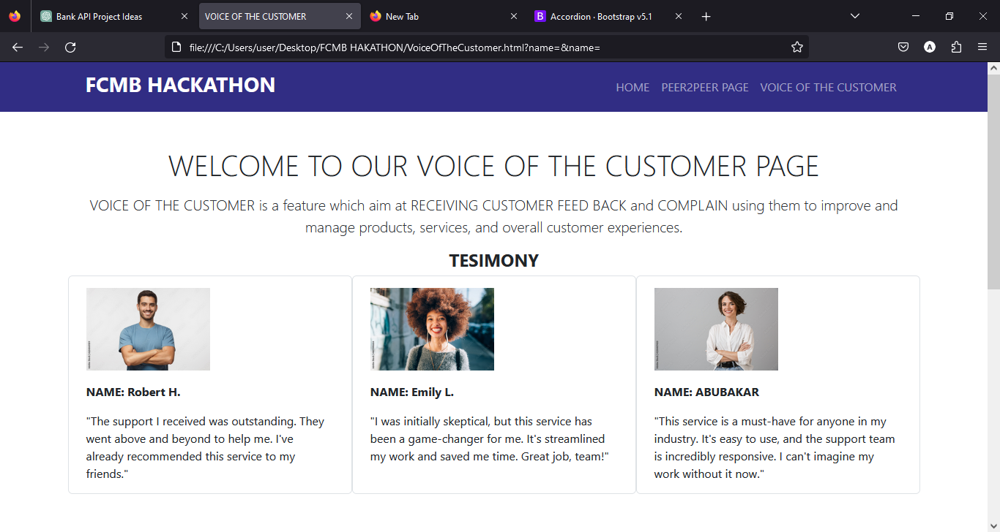 Bank API Project Ideas
VOICE OF THE CUSTOMER
New Tab
B Accordion · Bootstrap v5.1
file:///C:/Users/user/Desktop/FCMB HAKATHON/VoiceOfTheCustomer.html?name=&name=
A
FCMB HACKATHON
HOME PEER2PEER PAGE VOICE OF THE CUSTOMER
WELCOME TO OUR VOICE OF THE CUSTOMER PAGE
VOICE OF THE CUSTOMER is a feature which aim at RECEIVING CUSTOMER FEED BACK and COMPLAIN using them to improve and
manage products, services, and overall customer experiences.
TESIMONY
NAME: Robert H.
"The support I received was outstanding. They
went above and beyond to help me. I've
already recommended this service to my
friends."
NAME: Emily L.
"I was initially skeptical, but this service has
been a game-changer for me. It's streamlined
my work and saved me time. Great job, team!"
NAME: ABUBAKAR
"This service is a must-have for anyone in my
industry. It's easy to use, and the support team
is incredibly responsive. I can't imagine my
work without it now."